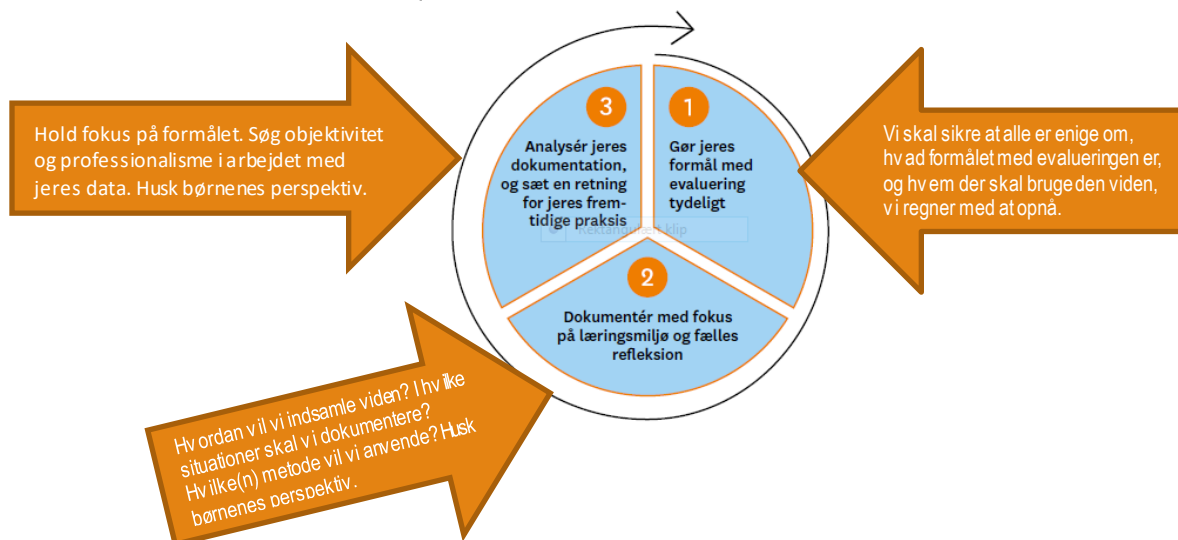 Hold fokus på formålet. Søg objektivitet
og professionalisme i arbejdet med
jeres data. Husk børnenes perspektiv.
3
Analysér jeres
dokumentation,
og sæt en retning
for jeres frem-
tidige praksis
1
Gør jeres
formål med
evaluering
tydeligt
Rektangulært klip
Vi skal sikre at alle er enige om,
hvad formålet med evalueringen er,
og hvem der skal bruge den viden,
vi regner med at opnå.
2
Dokumentér med fokus
på læringsmiljø og fælles
refleksion
Hvordan vil vi indsamle viden? I hvilke
situationer skal vi dokumentere?
Hvilke(n) metode vil vi anvende? Husk
børnenes perspektiv.